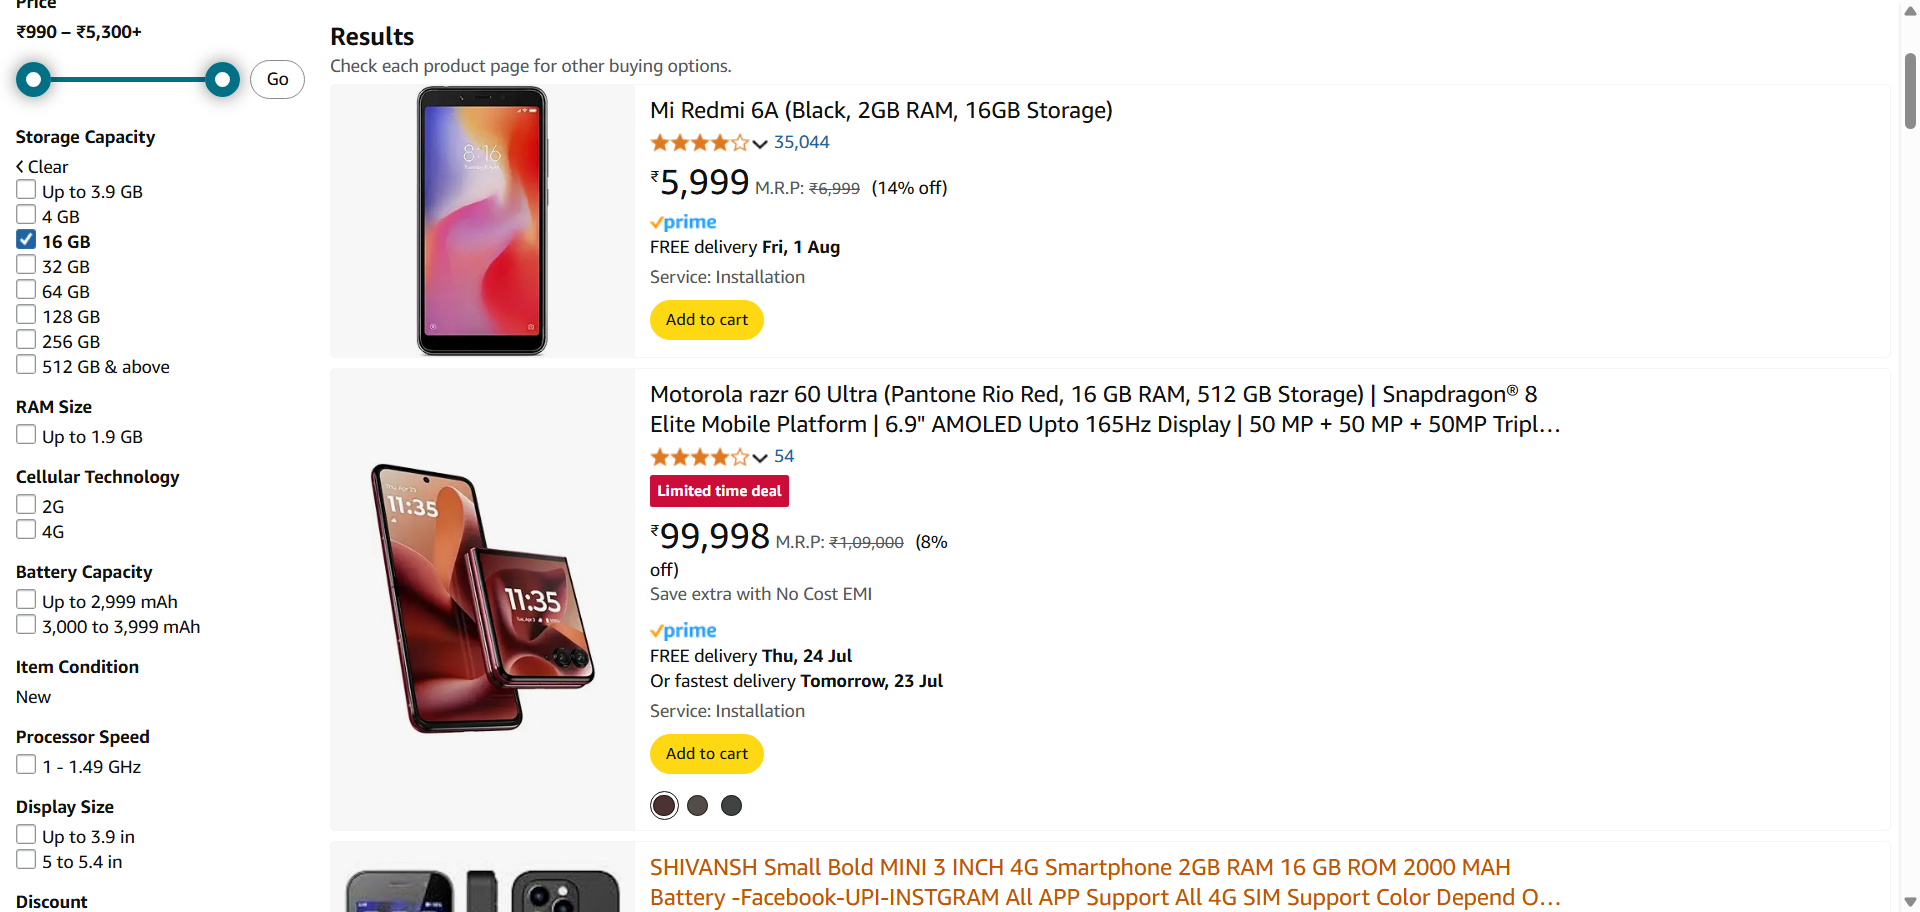 Price
₹990 – ₹5,300+
Go
Storage Capacity
Clear
Up to 3.9 GB
4 GB
16 GB
32 GB
64 GB
128 GB
256 GB
512 GB & above
RAM Size
Up to 1.9 GB
Cellular Technology
2G
4G
Battery Capacity
Up to 2,999 mAh
3,000 to 3,999 mAh
Item Condition
New
Processor Speed
1 - 1.49 GHz
Display Size
Up to 3.9 in
5 to 5.4 in
Discount
Results
Check each product page for other buying options.
8:16
Mi Redmi 6A (Black, 2GB RAM, 16GB Storage)
35,044
₹5,999 M.R.P: ₹6,999 (14% off)
prime
FREE delivery Fri, 1 Aug
Service: Installation
Add to cart
11:35
11:35
Motorola razr 60 Ultra (Pantone Rio Red, 16 GB RAM, 512 GB Storage) | Snapdragon® 8
Elite Mobile Platform | 6.9" AMOLED Upto 165Hz Display | 50 MP + 50 MP + 50MP Tripl...
54
Limited time deal
₹99,998 M.R.P: ₹1,09,000 (8%
off)
Save extra with No Cost EMI
prime
FREE delivery Thu, 24 Jul
Or fastest delivery Tomorrow, 23 Jul
Service: Installation
Add to cart
SHIVANSH Small Bold MINI 3 INCH 4G Smartphone 2GB RAM 16 GB ROM 2000 MAH
Battery -Facebook-UPI-INSTGRAM All APP Support All 4G SIM Support Color Depend O...